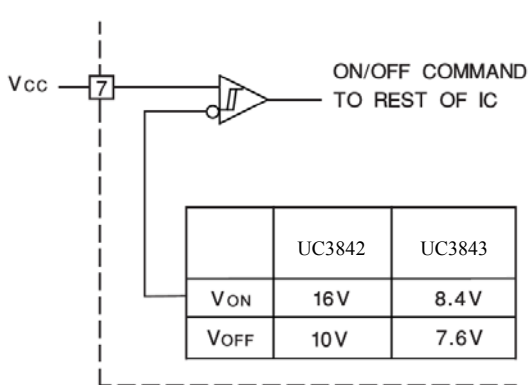 ON/OFF COMMAND
Vcc 7 TO REST OF IC
UC3842 UC3843
VON 16V 8.4V
VOFF 10V 7.6V